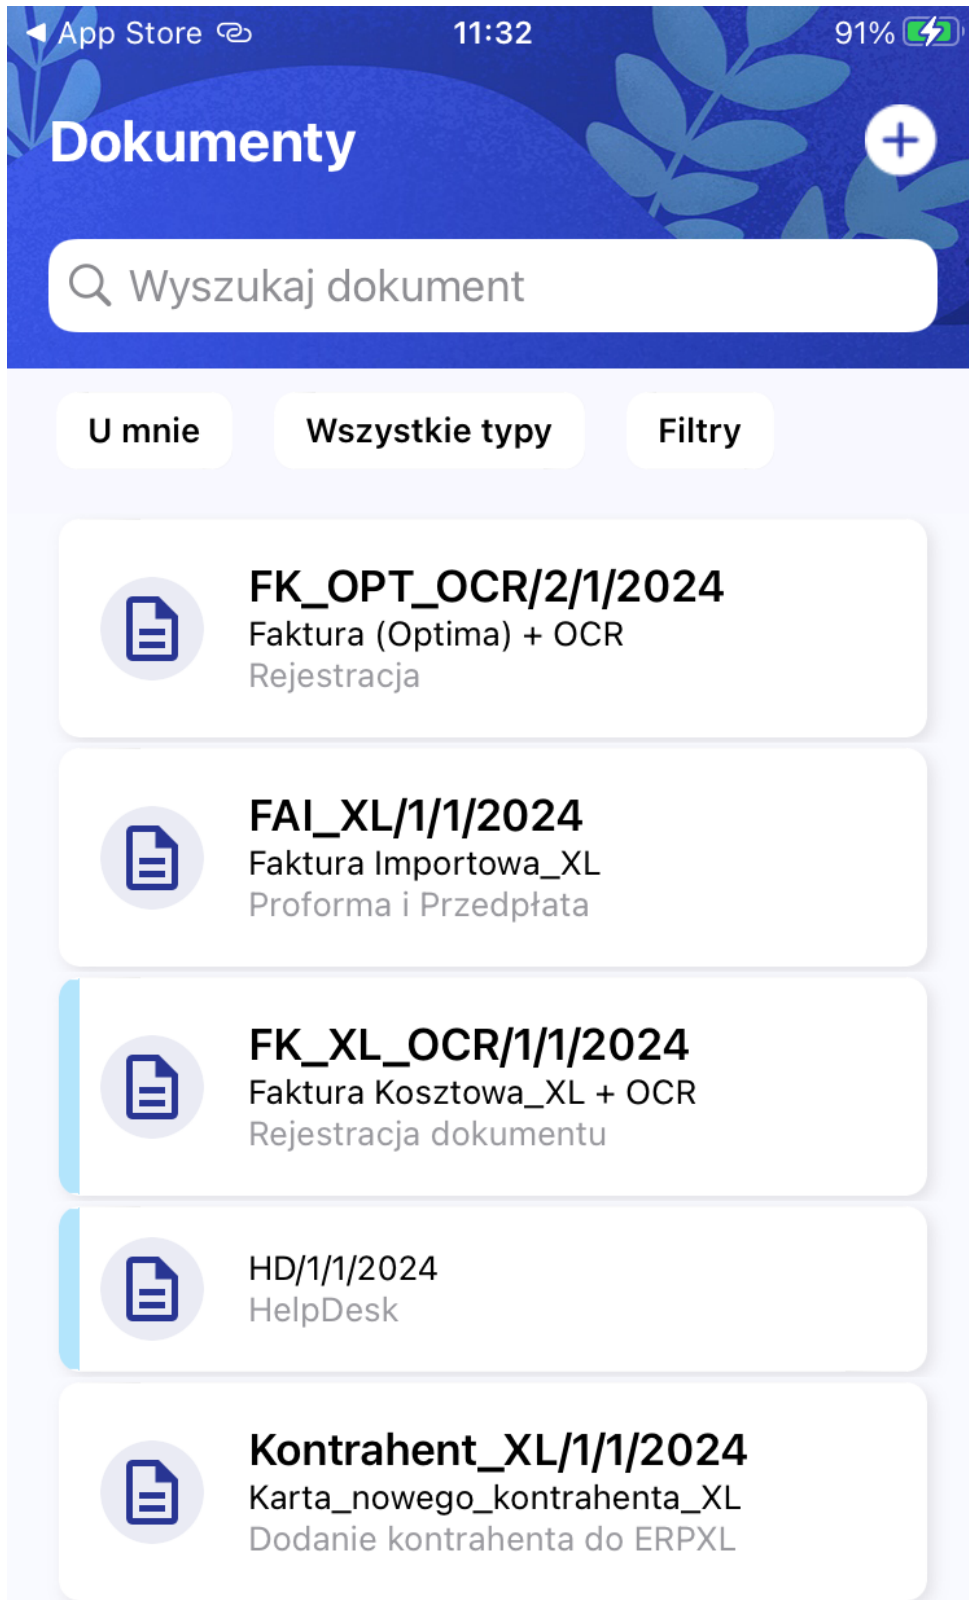 App Store
11:32
91%
Dokumenty
Wyszukaj dokument
U mnie
Wszystkie typy
Filtry
FK_OPT_OCR/2/1/2024
Faktura (Optima) + OCR
Rejestracja
FAI_XL/1/1/2024
Faktura Importowa_XL
Proforma i Przedpłata
FK_XL_OCR/1/1/2024
Faktura Kosztowa_XL + OCR
Rejestracja dokumentu
HD/1/1/2024
HelpDesk
Kontrahent_XL/1/1/2024
Karta_nowego_kontrahenta_XL
Dodanie kontrahenta do ERPXL